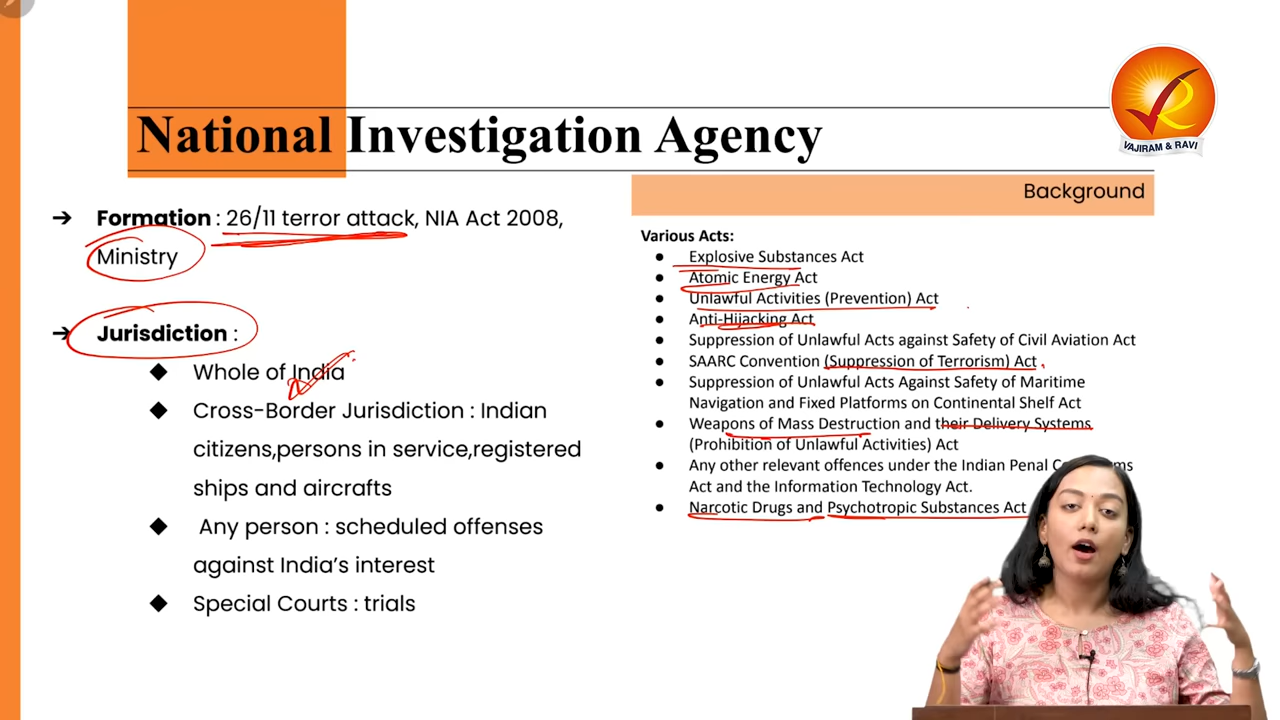 National Investigation Agency
VAJIRAM & RAVI
➔ Formation : 26/11 terror attack, NIA Act 2008,
Ministry
➔ Jurisdiction :
◆ Whole of India
◆ Cross-Border Jurisdiction : Indian
citizens,persons in service,registered
ships and aircrafts
◆ Any person : scheduled offenses
against India's interest
◆ Special Courts : trials
Background
Various Acts:
● Explosive Substances Act
● Atomic Energy Act
● Unlawful Activities (Prevention) Act
● Anti-Hijacking Act
● Suppression of Unlawful Acts against Safety of Civil Aviation Act
● SAARC Convention (Suppression of Terrorism) Act
● Suppression of Unlawful Acts Against Safety of Maritime
Navigation and Fixed Platforms on Continental Shelf Act
● Weapons of Mass Destruction and their Delivery Systems
(Prohibition of Unlawful Activities) Act
● Any other relevant offences under the Indian Penal
Act and the Information Technology Act.
● Narcotic Drugs and Psychotropic Substances Act